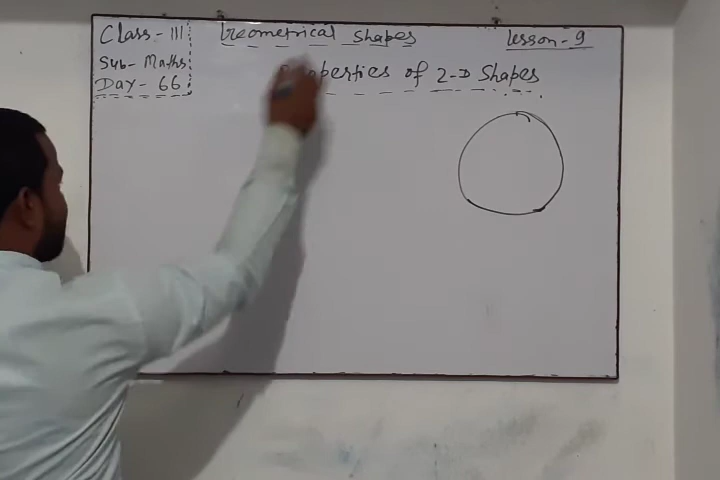 Class-III
Geometrical shapes
Lesson-9
Sub- Maths
Properties of 2-D Shapes
Day- 66